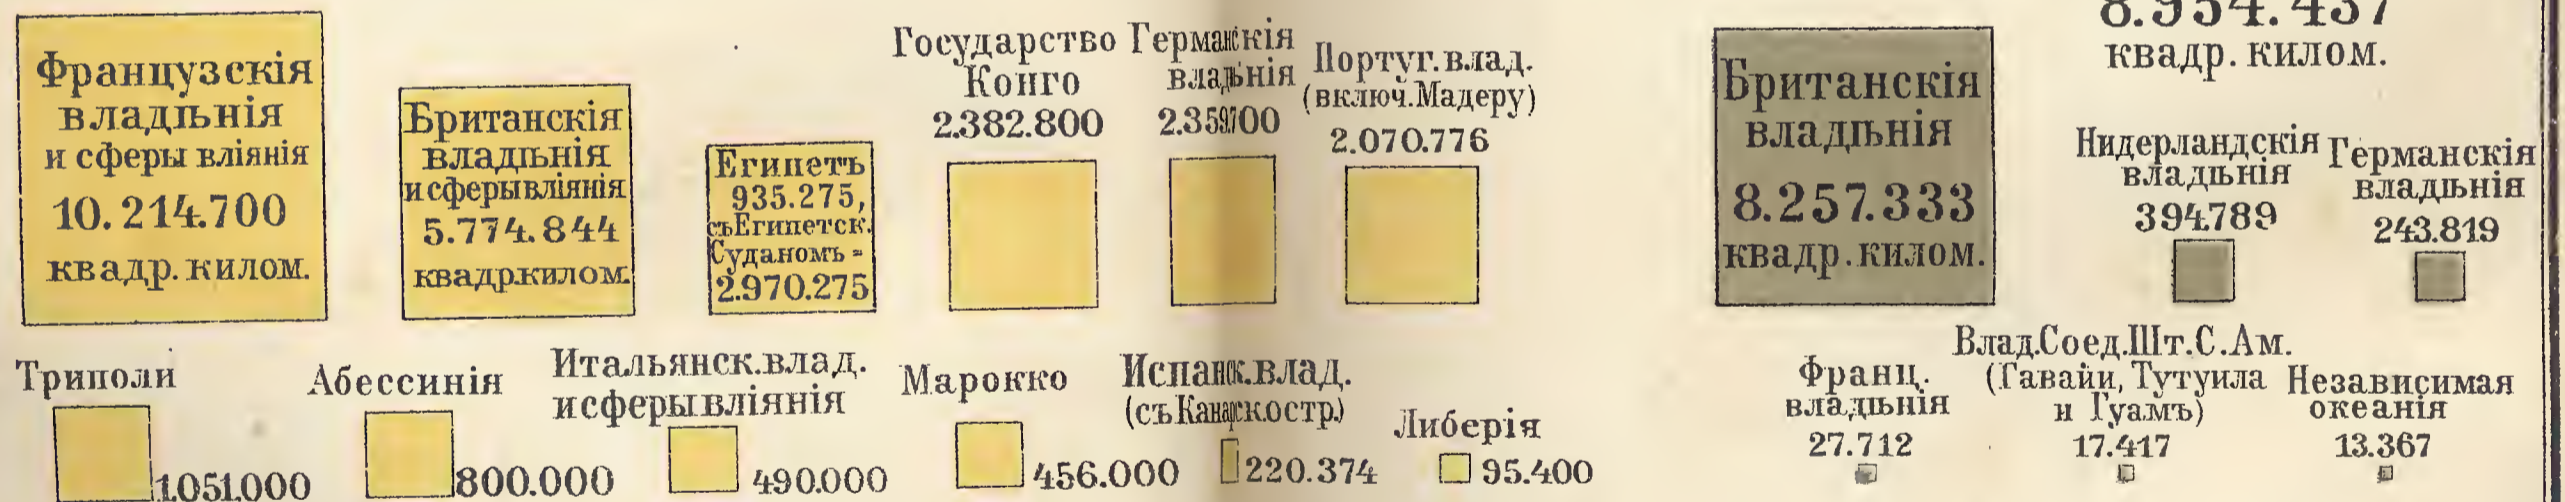 Французскія
владѣнія
и сферы вліянія
10.214.700
квадр. килом.
Британскія
владѣнія
и сферы вліянія
5.774.844
квадр.килом.
Египетъ
935.275,
съ Египетск.
Суданомъ =
2.970.275
Государство
Конго
2.382.800
Германскія
владѣнія
2.359.700
Португ. влад.
(включ. Мадеру)
2.070.776
Триполи
1.051.000
Абессинія
800.000
Итальянск. влад.
и сферы вліянія
490.000
Марокко
456.000
Испанск. влад.
(съ Канарск. остр.)
220.374
Либерія
95.400
8.954.437
квадр. килом.
Британскія
владѣнія
8.257.333
квадр. килом.
Нидерландскія
владѣнія
394.789
Германскія
владѣнія
243.819
Франц.
владѣнія
27.712
Влад. Соед. Шт. С. Ам.
(Гавайи, Тутуила
и Гуамъ)
17.417
Независимая
океанія
13.367